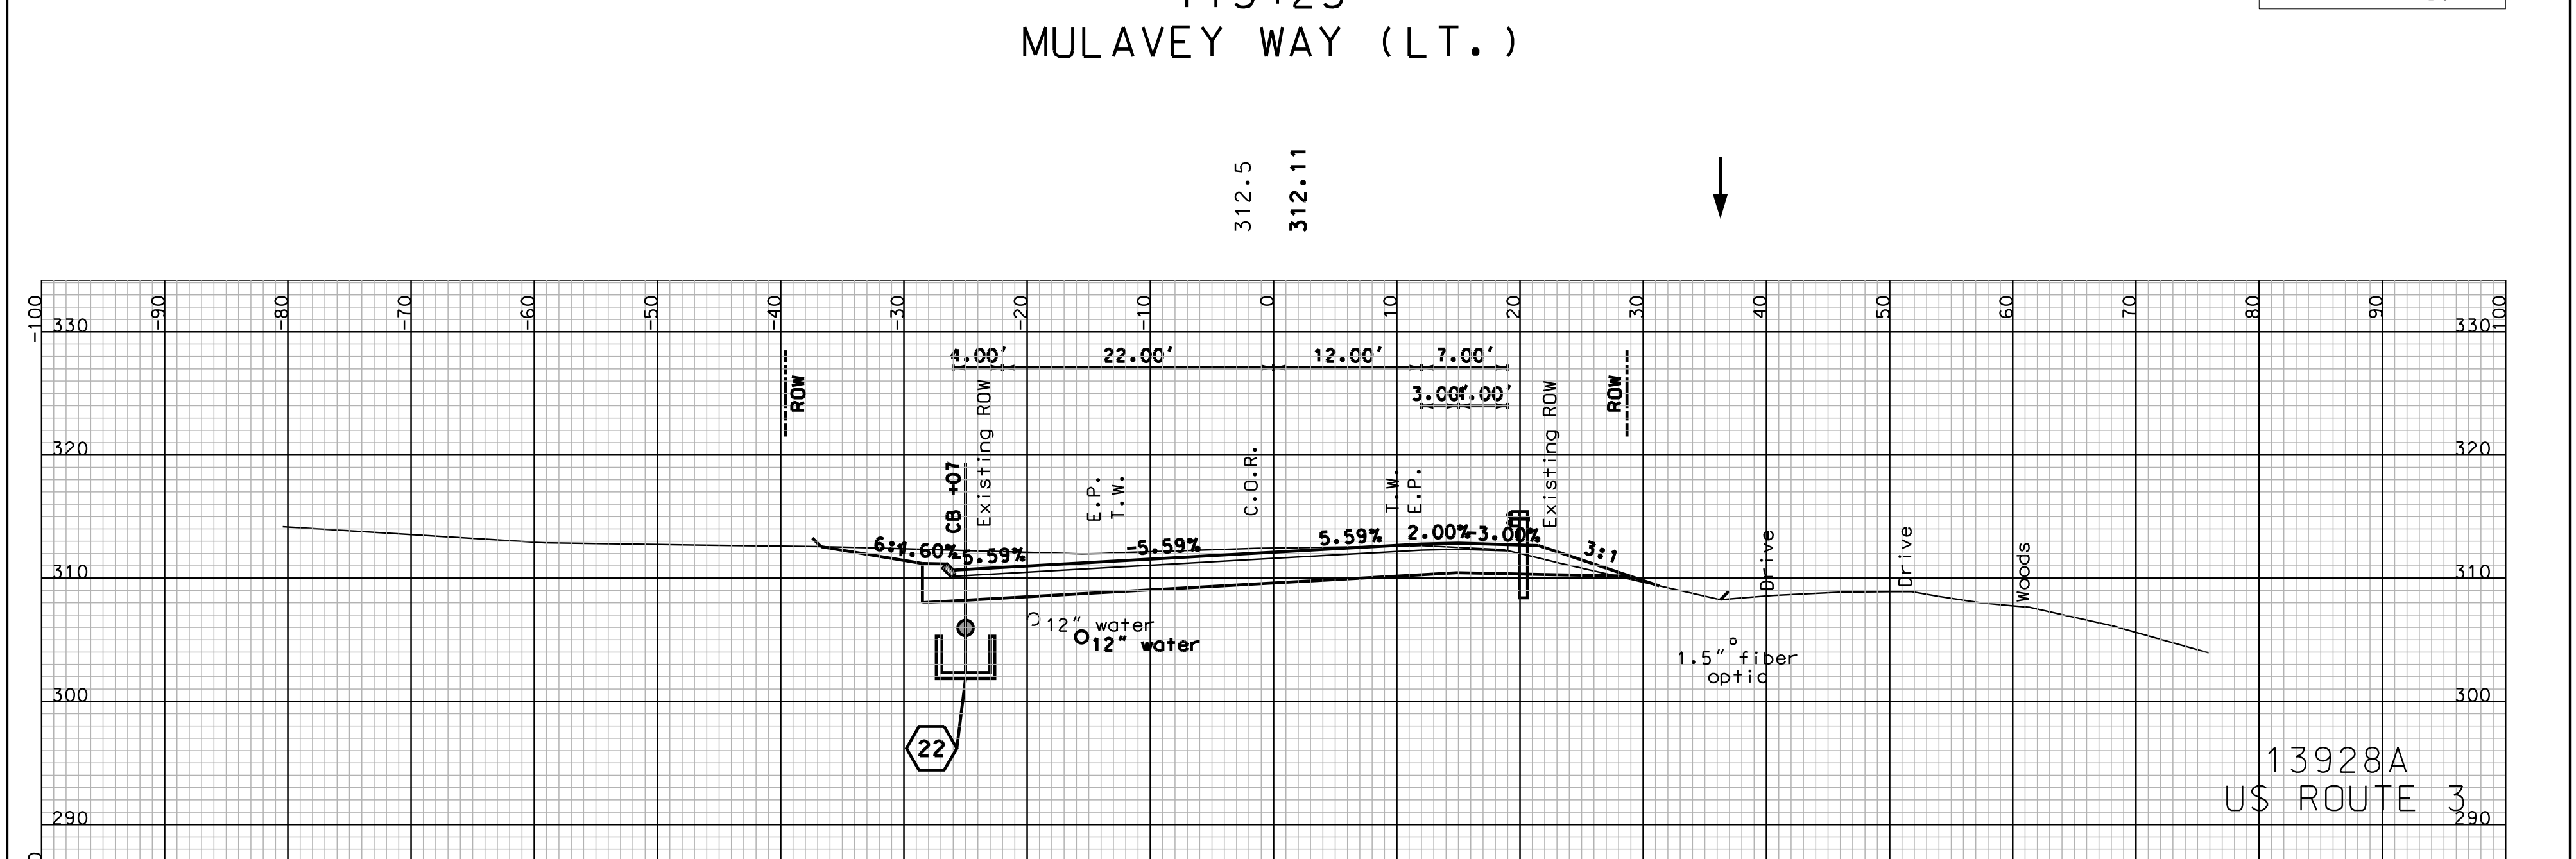 MULAVEY WAY (LT.)
312.5
312.11
-100 -90 -80 -70 -60 -50 -40 -30 -20 -10 0 10 20 30 40 50 60 70 80 90 100
330 330
4.00' 22.00' 12.00' 7.00'
3.00' 4.00'
ROW
Existing ROW
Existing ROW
ROW
320 320
CB +07
E.P.
T.W.
C.O.R.
T.W.
E.P.
6:1 -5.59% -5.59% 5.59% 2.00% -3.00% 3:1
Drive
Drive
Woods
310 310
12" water
12" water
1.5" fiber
optic
300 300
22
13928A
US ROUTE 3
290 290